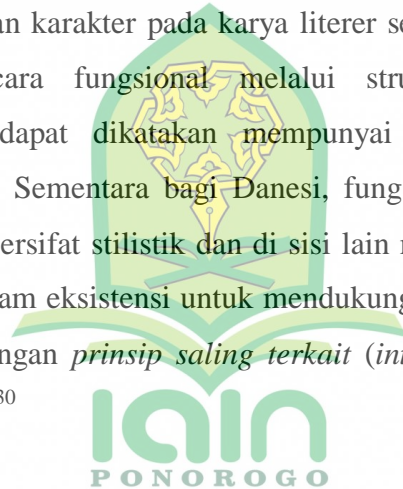 an karakter pada karya literer se
cara fungsional melalui stru
dapat dikatakan mempunyai
Sementara bagi Danesi, fung
ersifat stilistik dan di sisi lain
am eksistensi untuk mendukung
ngan prinsip saling terkait (in
30
iain
PONOROGO